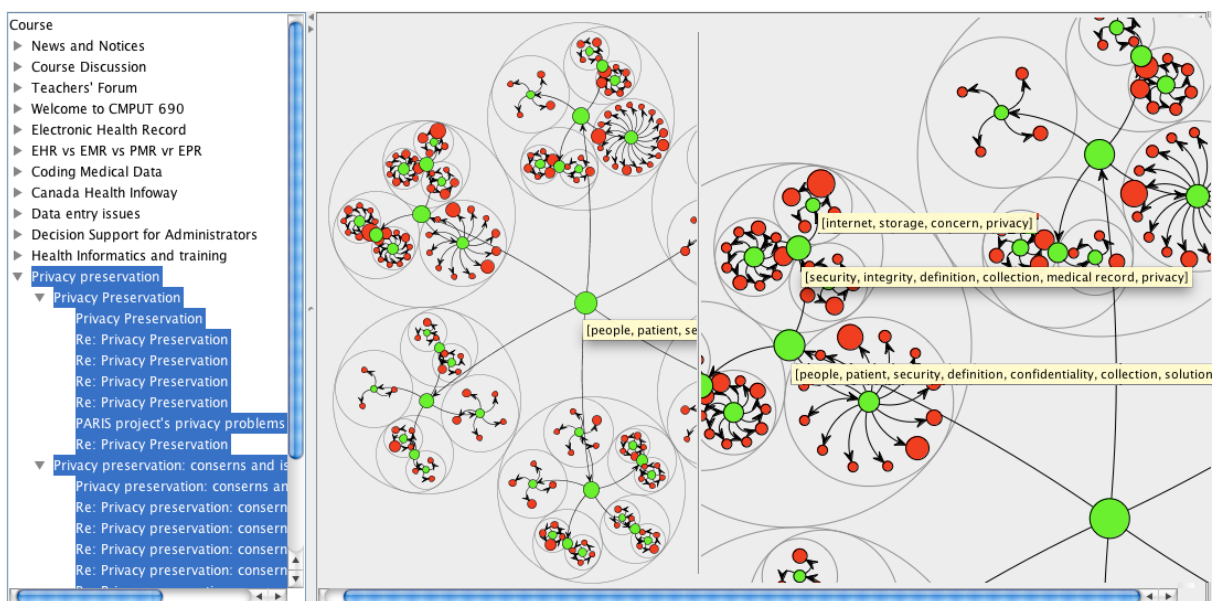 Course
News and Notices
Course Discussion
Teachers' Forum
Welcome to CMPUT 690
Electronic Health Record
EHR vs EMR vs PMR vr EPR
Coding Medical Data
Canada Health Infoway
Data entry issues
Decision Support for Administrators
Health Informatics and training
Privacy preservation
Privacy Preservation
Privacy Preservation
Re: Privacy Preservation
Re: Privacy Preservation
Re: Privacy Preservation
Re: Privacy Preservation
PARIS project's privacy problems
Re: Privacy Preservation
Privacy preservation: conserns and is
Privacy preservation: conserns an
Re: Privacy preservation: consern
Re: Privacy preservation: consern
Re: Privacy preservation: consern
Re: Privacy preservation: consern
[people, patient, se
[internet, storage, concern, privacy]
[security, integrity, definition, collection, medical record, privacy]
[people, patient, security, definition, confidentiality, collection, solution